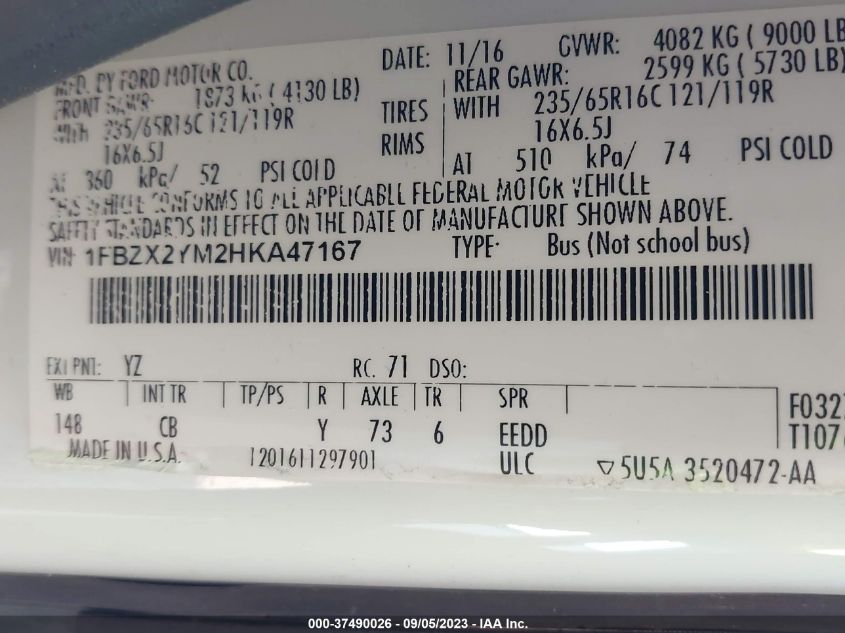 MFD. BY FORD MOTOR CO. DATE: 11/16 GVWR: 4082 KG ( 9000 LB
FRONT GAWR: 1873 KG ( 4130 LB) REAR GAWR: 2599 KG ( 5730 LB)
WITH 235/65R16C 121/119R TIRES WITH 235/65R16C 121/119R
16X6.5J RIMS 16X6.5J
AT 360 kPa/ 52 PSI COLD AT 510 kPa/ 74 PSI COLD
THIS VEHICLE CONFORMS TO ALL APPLICABLE FEDERAL MOTOR VEHICLE
SAFETY STANDARDS IN EFFECT ON THE DATE OF MANUFACTURE SHOWN ABOVE.
VIN: 1FBZX2YM2HKA47167 TYPE: Bus (Not school bus)
EXT PNT: YZ RC: 71 DSO:
WB INT TR TP/PS R AXLE TR SPR
148 CB Y 73 6 EEDD
F032
T107
MADE IN U.S.A. 1201611297901 ULC ▽5U5A 3520472-AA
000-37490026 - 09/05/2023 - IAA Inc.